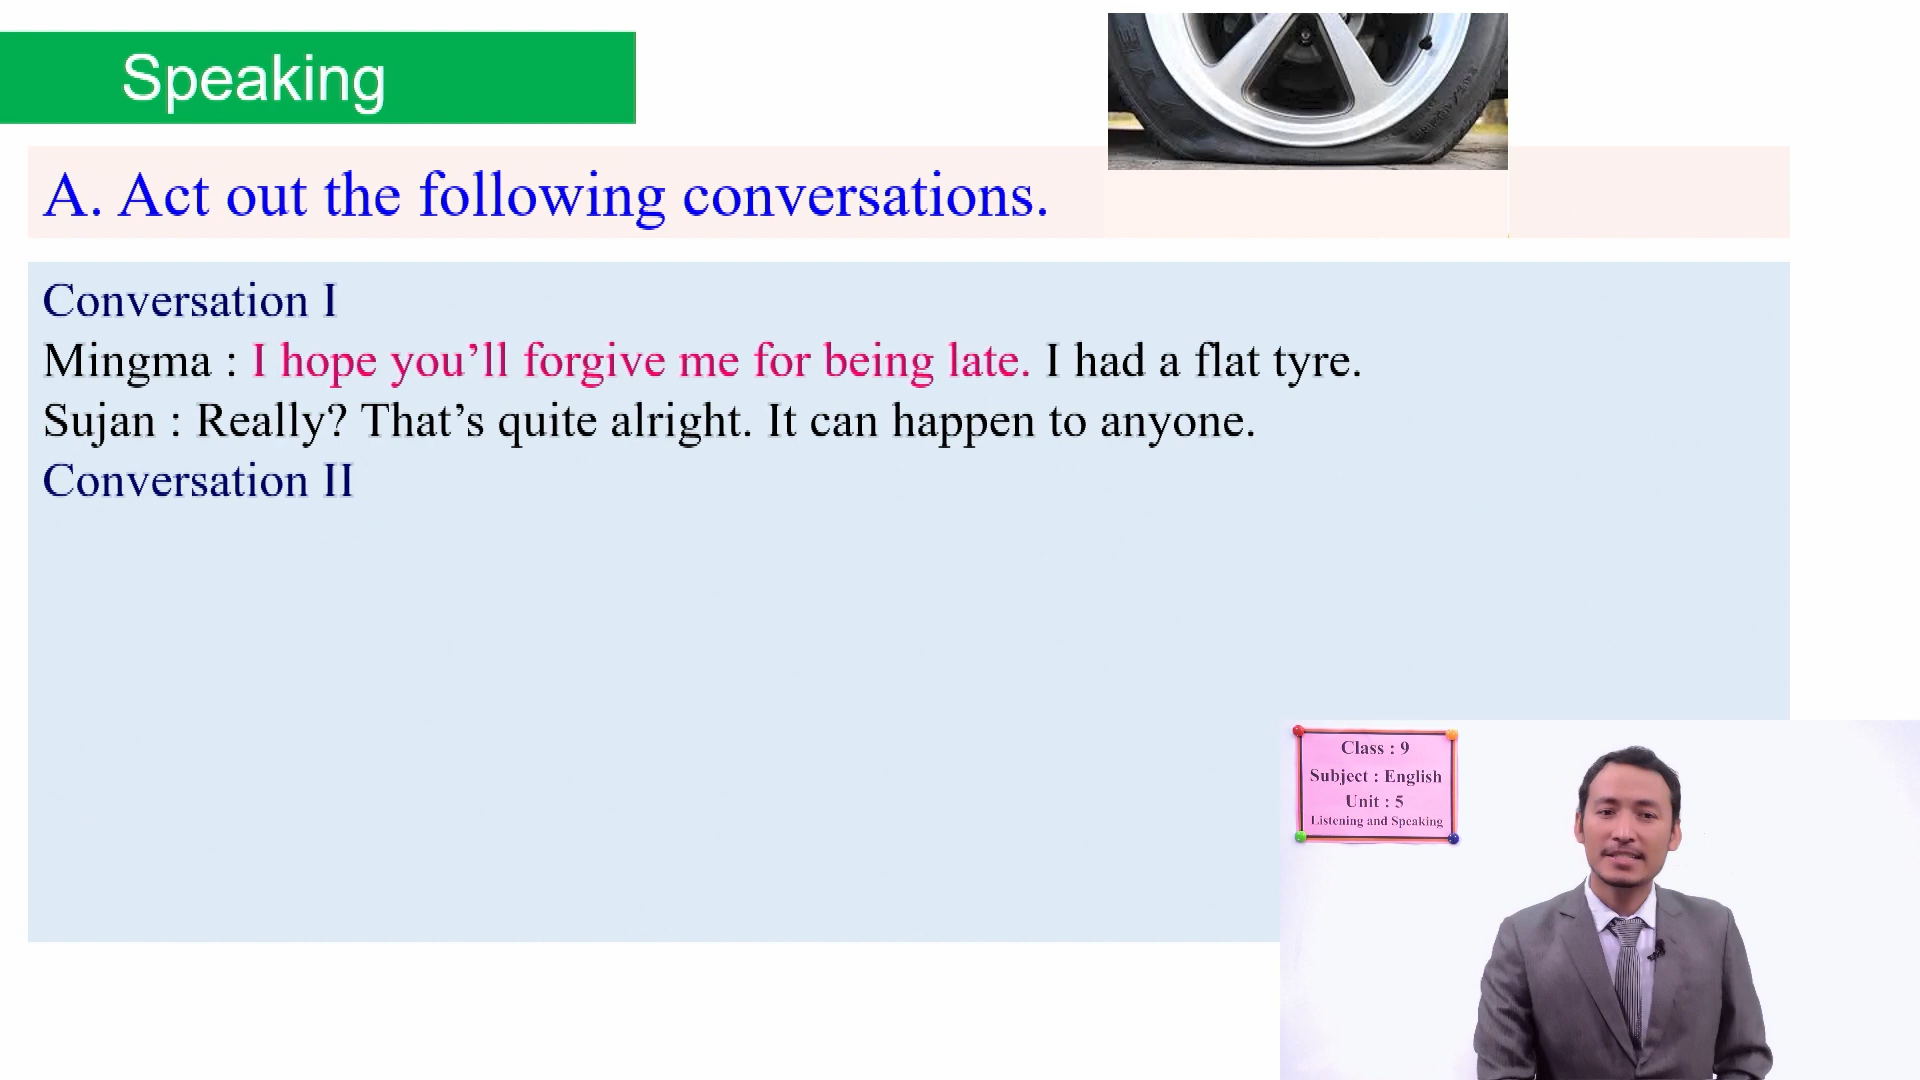 Speaking
A. Act out the following conversations.
Conversation I
Mingma : I hope you’ll forgive me for being late. I had a flat tyre.
Sujan : Really? That’s quite alright. It can happen to anyone.
Conversation II
Class : 9
Subject : English
Unit : 5
Listening and Speaking